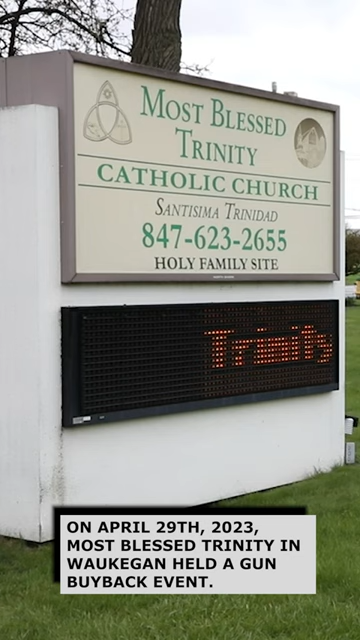 MOST BLESSED
TRINITY
CATHOLIC CHURCH
SANTISIMA TRINIDAD
847-623-2655
HOLY FAMILY SITE
Trinity
ON APRIL 29TH, 2023,
MOST BLESSED TRINITY IN
WAUKEGAN HELD A GUN
BUYBACK EVENT.